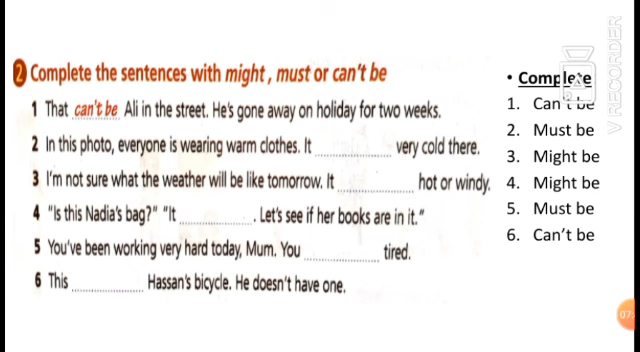 2 Complete the sentences with might, must or can't be
1 That can't be Ali in the street. He's gone away on holiday for two weeks.
2 In this photo, everyone is wearing warm clothes. It .................. very cold there.
3 I'm not sure what the weather will be like tomorrow. It .................. hot or windy.
4 "Is this Nadia's bag?" "It .................. . Let's see if her books are in it."
5 You've been working very hard today, Mum. You .................. tired.
6 This .................. Hassan's bicycle. He doesn't have one.
• Complete
1. Can't be
2. Must be
3. Might be
4. Might be
5. Must be
6. Can't be
V RECORDER
07: